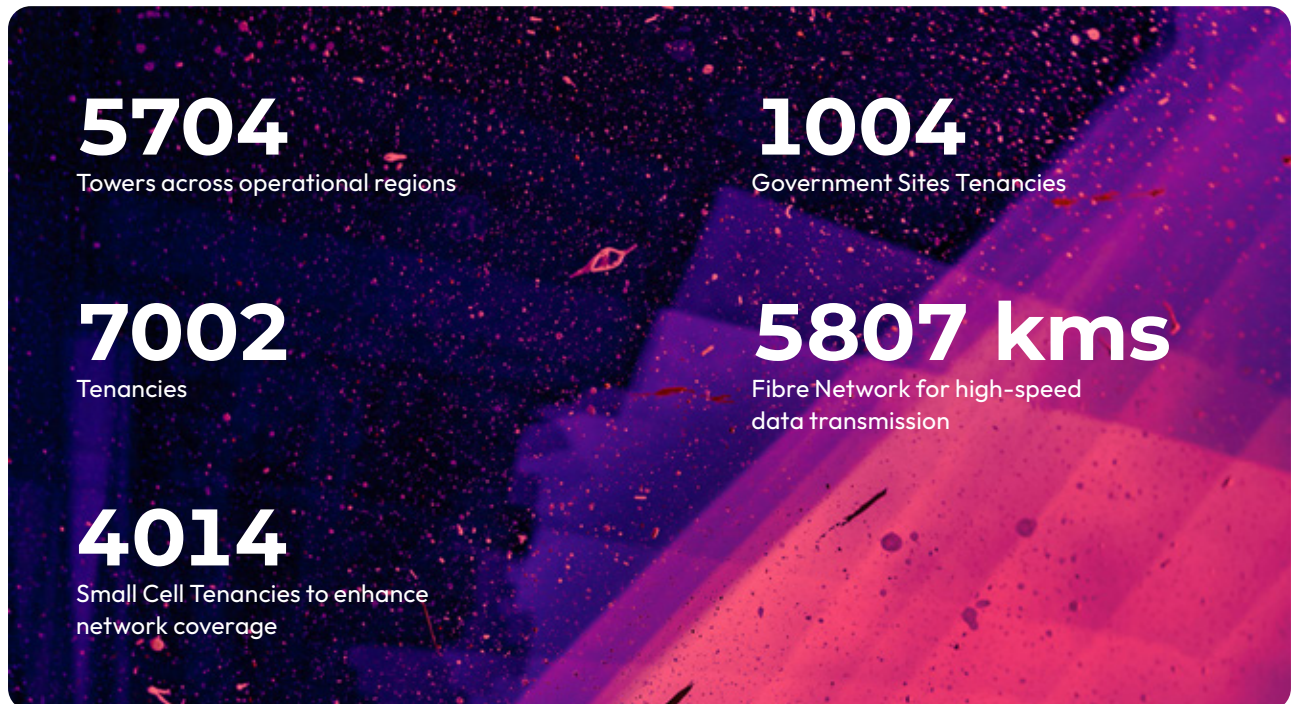 5704
Towers across operational regions
7002
Tenancies
4014
Small Cell Tenancies to enhance
network coverage
1004
Government Sites Tenancies
5807 kms
Fibre Network for high-speed
data transmission